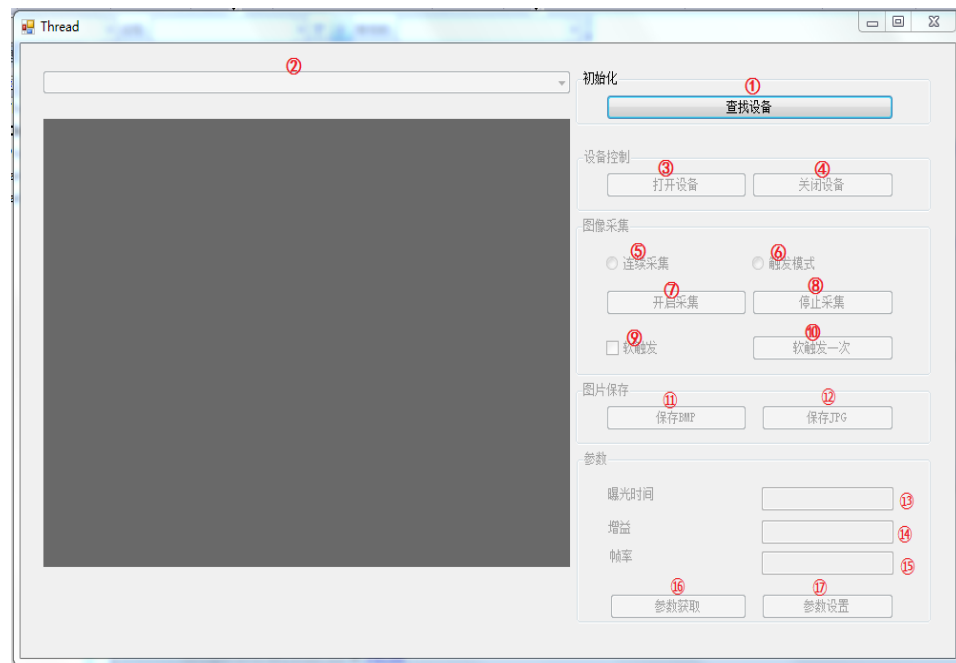 Thread
②
初始化
①
查找设备
设备控制
③ ④
打开设备 关闭设备
图像采集
⑤ ⑥
连续采集 触发模式
⑦ ⑧
开启采集 停止采集
⑨ ⑩
软触发 软触发一次
图片保存
⑪ ⑫
保存BMP 保存JPG
参数
曝光时间 ⑬
增益 ⑭
帧率 ⑮
⑯ ⑰
参数获取 参数设置